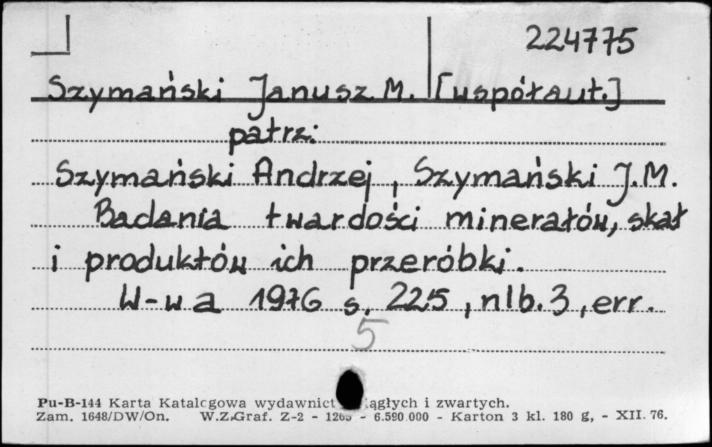 224775
Szymański Janusz M. [współaut.]
patrz:
Szymański Andrzej, Szymański J.M.
Badania twardości minerałów, skał
i produktów ich przeróbki.
W-wa 1976 s. 225, nlb. 3, err.
5
Pu-B-144 Karta Katalogowa wydawnict ągłych i zwartych.
Zam. 1648/DW/On. W.Z.Graf. Z-2 - 6.590.000 - Karton 3 kl. 180 g, - XII. 76.